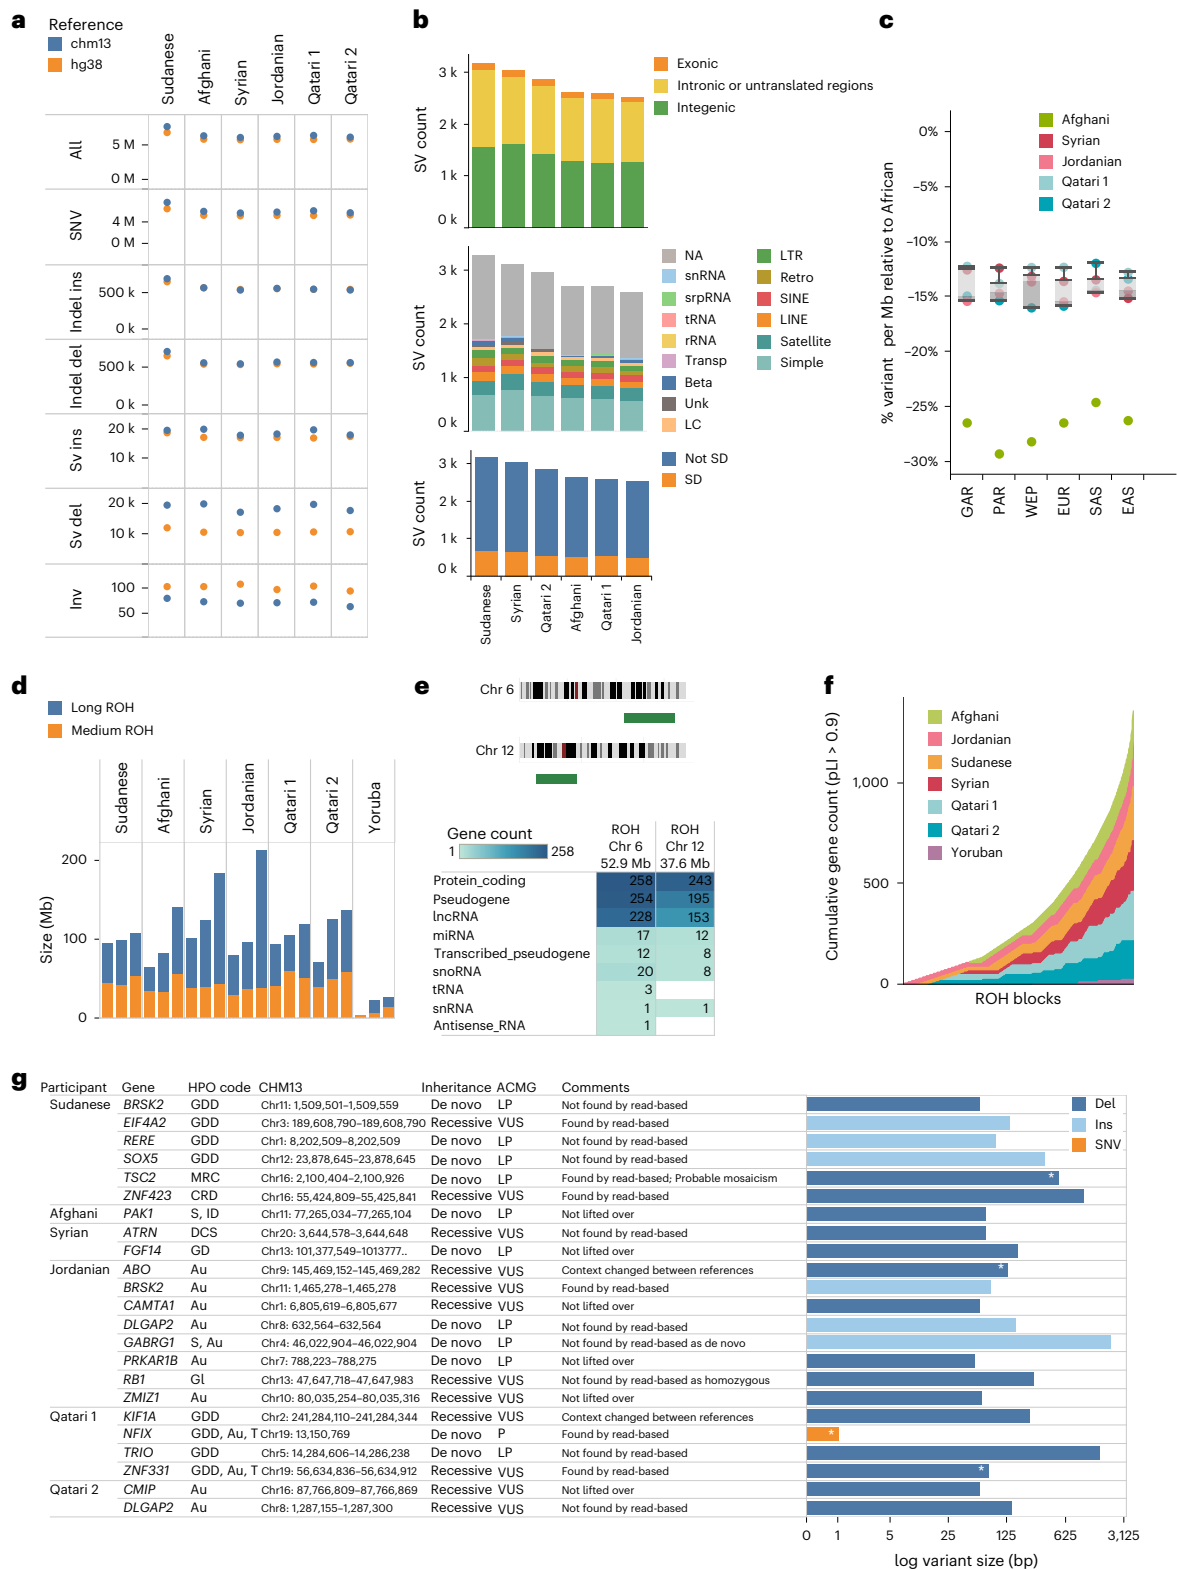 a
Reference
chm13
hg38
Sudanese
Afghani
Syrian
Jordanian
Qatari 1
Qatari 2
All
5 M
0 M
SNV
4 M
0 M
Indel ins
500 k
0 k
Indel del
500 k
0 k
Sv ins
20 k
10 k
Sv del
20 k
10 k
Inv
100
50
b
SV count
3 k
2 k
1 k
0 k
Exonic
Intronic or untranslated regions
Integenic
SV count
3 k
2 k
1 k
0 k
NA
snRNA
srpRNA
tRNA
rRNA
Transp
Beta
Unk
LC
LTR
Retro
SINE
LINE
Satellite
Simple
SV count
3 k
2 k
1 k
0 k
Not SD
SD
Sudanese
Syrian
Qatari 2
Afghani
Qatari 1
Jordanian
c
% variant per Mb relative to African
0%
−5%
−10%
−15%
−20%
−25%
−30%
Afghani
Syrian
Jordanian
Qatari 1
Qatari 2
GAR
PAR
WEP
EUR
SAS
EAS
d
Long ROH
Medium ROH
Sudanese
Afghani
Syrian
Jordanian
Qatari 1
Qatari 2
Yoruba
Size (Mb)
200
100
0
e
Chr 6
Chr 12
Gene count
1 258
ROH Chr 6 52.9 Mb
ROH Chr 12 37.6 Mb
Protein_coding 258 243
Pseudogene 254 195
lncRNA 228 153
miRNA 17 12
Transcribed_pseudogene 12 8
snoRNA 20 8
tRNA 3
snRNA 1 1
Antisense_RNA 1
f
Cumulative gene count (pLI > 0.9)
1,000
500
0
Afghani
Jordanian
Sudanese
Syrian
Qatari 1
Qatari 2
Yoruban
ROH blocks
g
Participant Gene HPO code CHM13 Inheritance ACMG Comments
Sudanese BRSK2 GDD Chr11: 1,509,501–1,509,559 De novo LP Not found by read-based
EIF4A2 GDD Chr3: 189,608,790–189,608,790 Recessive VUS Found by read-based
RERE GDD Chr1: 8,202,509–8,202,509 De novo LP Not found by read-based
SOX5 GDD Chr12: 23,878,645–23,878,645 De novo LP Not found by read-based
TSC2 MRC Chr16: 2,100,404–2,100,926 De novo LP Found by read-based; Probable mosaicism
ZNF423 CRD Chr16: 55,424,809–55,425,841 Recessive VUS Found by read-based
Afghani PAK1 S, ID Chr11: 77,265,034–77,265,104 De novo LP Not lifted over
Syrian ATRN DCS Chr20: 3,644,578–3,644,648 Recessive VUS Not found by read-based
FGF14 GD Chr13: 101,377,549–1013777.. De novo LP Not lifted over
Jordanian ABO Au Chr9: 145,469,152–145,469,282 Recessive VUS Context changed between references
BRSK2 Au Chr11: 1,465,278–1,465,278 Recessive VUS Found by read-based
CAMTA1 Au Chr1: 6,805,619–6,805,677 Recessive VUS Not lifted over
DLGAP2 Au Chr8: 632,564–632,564 De novo LP Not found by read-based
GABRG1 S, Au Chr4: 46,022,904–46,022,904 De novo LP Not found by read-based as de novo
PRKAR1B Au Chr7: 788,223–788,275 De novo LP Not lifted over
RB1 Gl Chr13: 47,647,718–47,647,983 Recessive VUS Not found by read-based as homozygous
ZMIZ1 Au Chr10: 80,035,254–80,035,316 Recessive VUS Not lifted over
Qatari 1 KIF1A GDD Chr2: 241,284,110–241,284,344 Recessive VUS Context changed between references
NFIX GDD, Au, T Chr19: 13,150,769 De novo P Found by read-based
TRIO GDD Chr5: 14,284,606–14,286,238 De novo LP Not found by read-based
ZNF331 GDD, Au, T Chr19: 56,634,836–56,634,912 Recessive VUS Found by read-based
Qatari 2 CMIP Au Chr16: 87,766,809–87,766,869 Recessive VUS Not lifted over
DLGAP2 Au Chr8: 1,287,155–1,287,300 Recessive VUS Not found by read-based
Del
Ins
SNV
*
*
*
*
0 1 5 25 125 625 3,125
log variant size (bp)